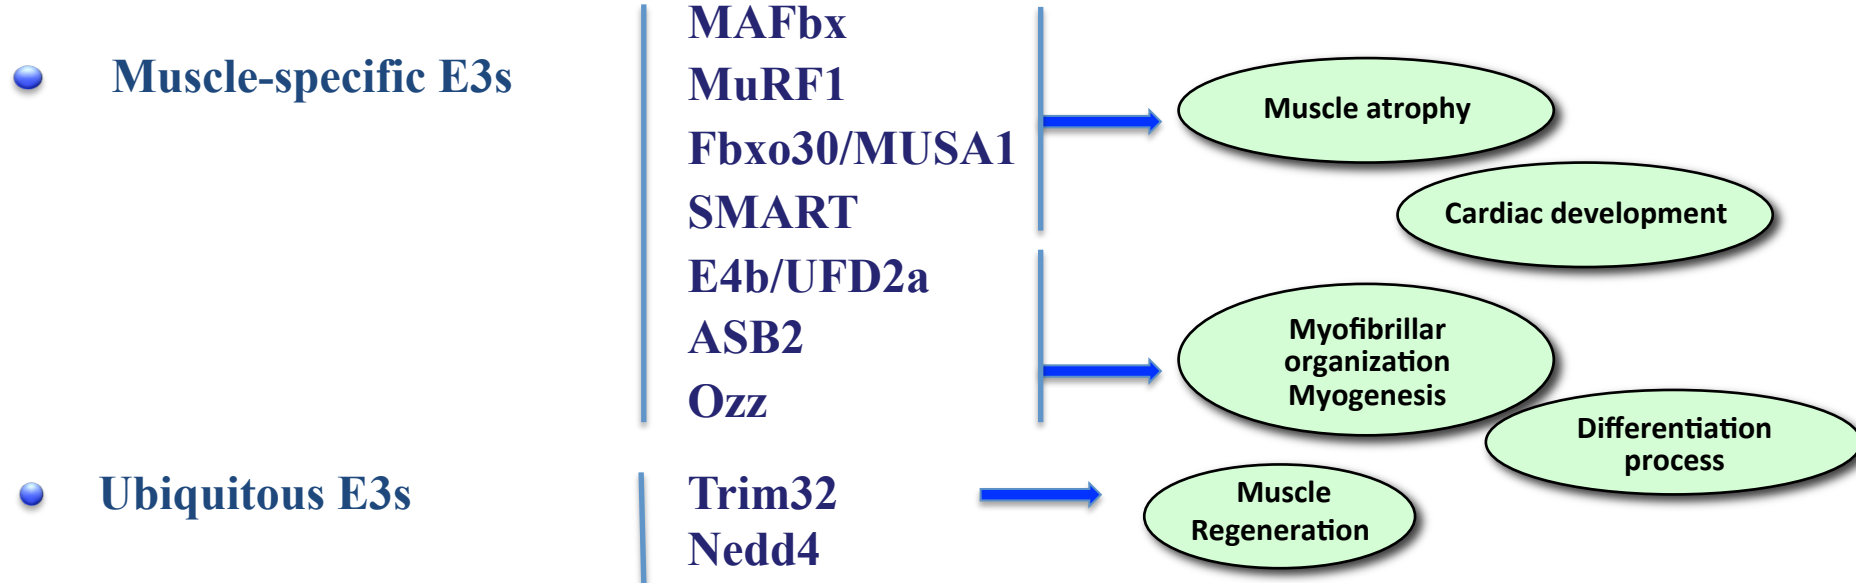 Muscle-specific E3s
MAFbx
MuRF1
Fbxo30/MUSA1
SMART
E4b/UFD2a
ASB2
Ozz
Muscle atrophy
Cardiac development
Myofibrillar
organization
Myogenesis
Differentiation
process
Ubiquitous E3s
Trim32
Nedd4
Muscle
Regeneration